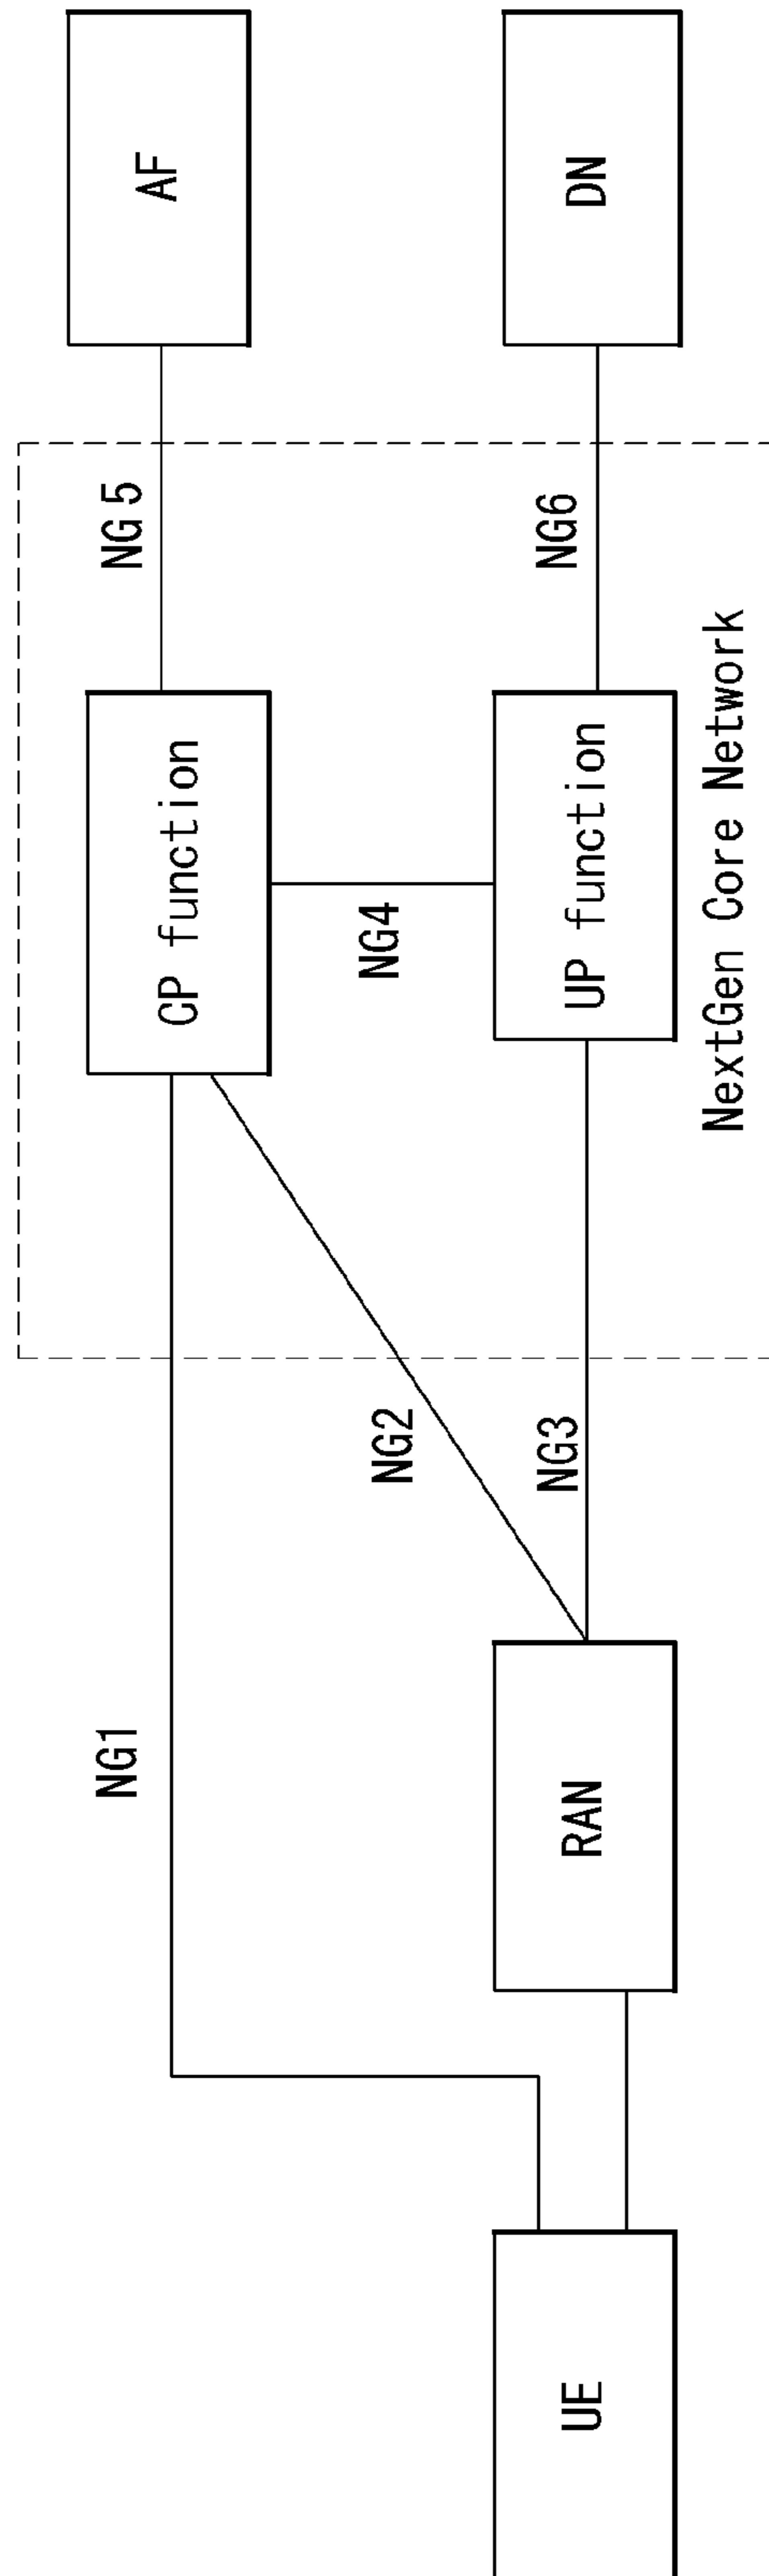 NG1
NG2
CP function
NG5
AF
NG4
UE
RAN
NG3
UP function
NG6
DN
NextGen Core Network